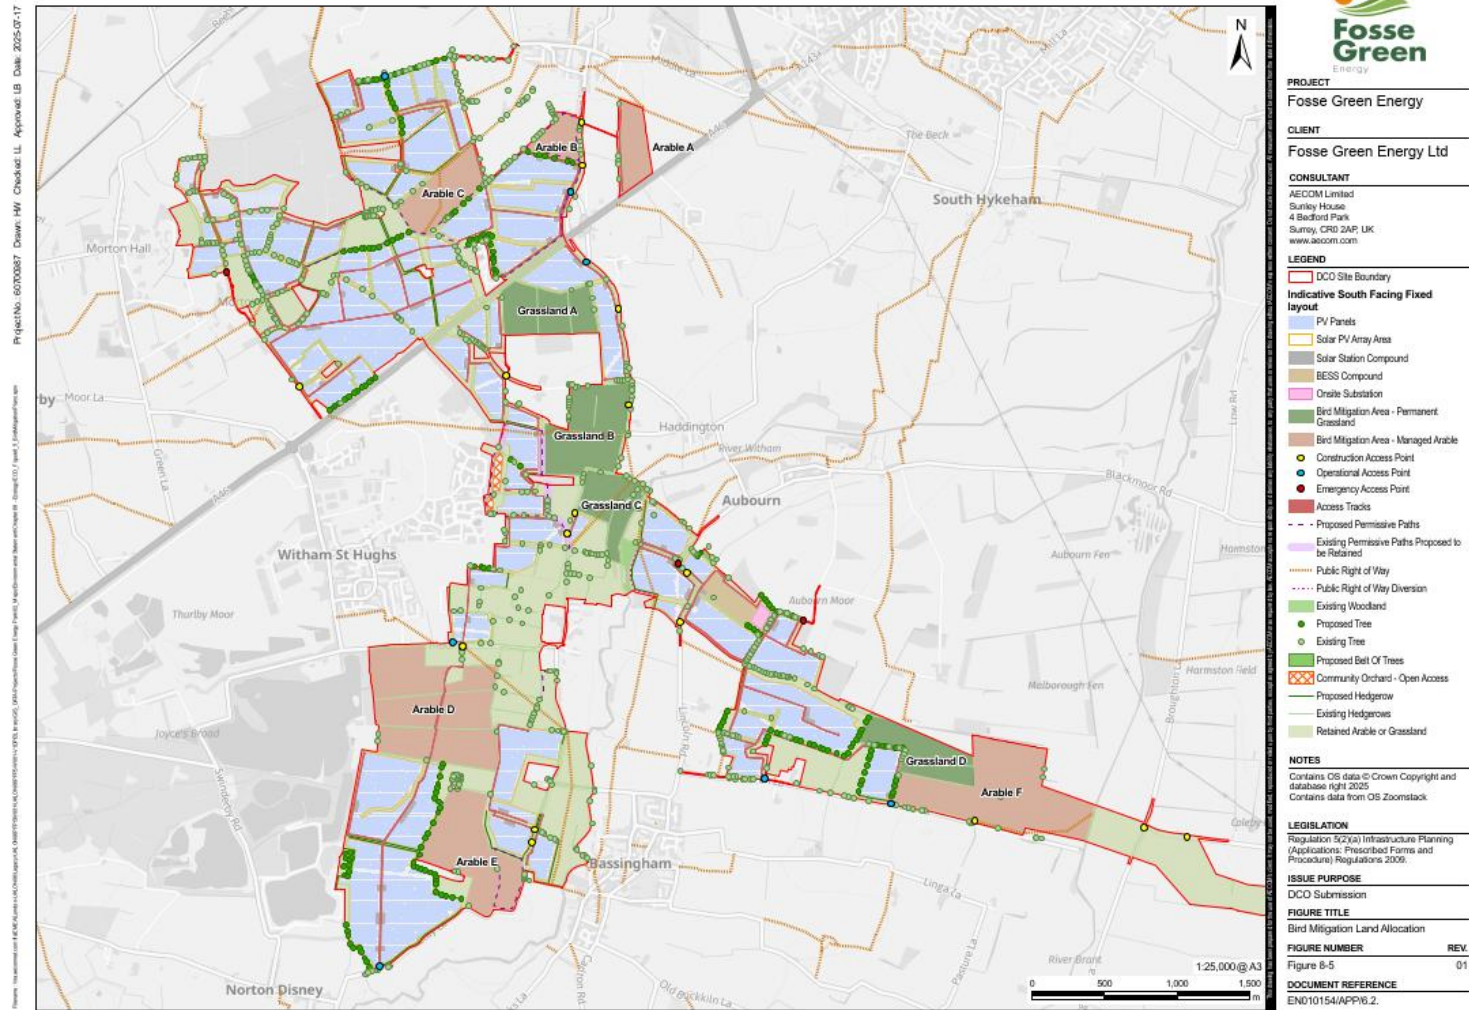 Project No.: 60700987 Drawn: HW Checked: LL Approved: LB Date: 2025-07-17
N
Middle La
Mill La
A46
The Beck
Arable A
Arable B
Arable C
South Hykeham
Morton Hall
Grassland A
Moor La
Green La
Grassland B
Haddington
River Witham
Blackmoor Rd
Grassland C
Aubourn
A46
Witham St Hughs
Aubourn Fen
Thurlby Moor
Aubourn Moor
Harmston Field
Malborough Fen
Broughton La
Arable D
Joyce's Broad
Lincoln Rd
Swinderby Rd
Grassland D
Arable F
Arable E
Bassingham
Linga La
Pasture La
River Brant
Norton Disney
1:25,000 @ A3
0 500 1,000 1,500
m
Fosse
Green
Energy
PROJECT
Fosse Green Energy
CLIENT
Fosse Green Energy Ltd
CONSULTANT
AECOM Limited
Sunley House
4 Bedford Park
Surrey, CR0 2AP, UK
www.aecom.com
LEGEND
DCO Site Boundary
Indicative South Facing Fixed
layout
PV Panels
Solar PV Array Area
Solar Station Compound
BESS Compound
Onsite Substation
Bird Mitigation Area - Permanent
Grassland
Bird Mitigation Area - Managed Arable
Construction Access Point
Operational Access Point
Emergency Access Point
Access Tracks
Proposed Permissive Paths
Existing Permissive Paths Proposed to
be Retained
Public Right of Way
Public Right of Way Diversion
Existing Woodland
Proposed Tree
Existing Tree
Proposed Belt Of Trees
Community Orchard - Open Access
Proposed Hedgerow
Existing Hedgerows
Retained Arable or Grassland
NOTES
Contains OS data © Crown Copyright and
database right 2025
Contains data from OS Zoomstack
LEGISLATION
Regulation 5(2)(a) Infrastructure Planning
(Applications: Prescribed Forms and
Procedure) Regulations 2009.
ISSUE PURPOSE
DCO Submission
FIGURE TITLE
Bird Mitigation Land Allocation
FIGURE NUMBER REV.
Figure 8-5 01
DOCUMENT REFERENCE
EN010154/APP/6.2.